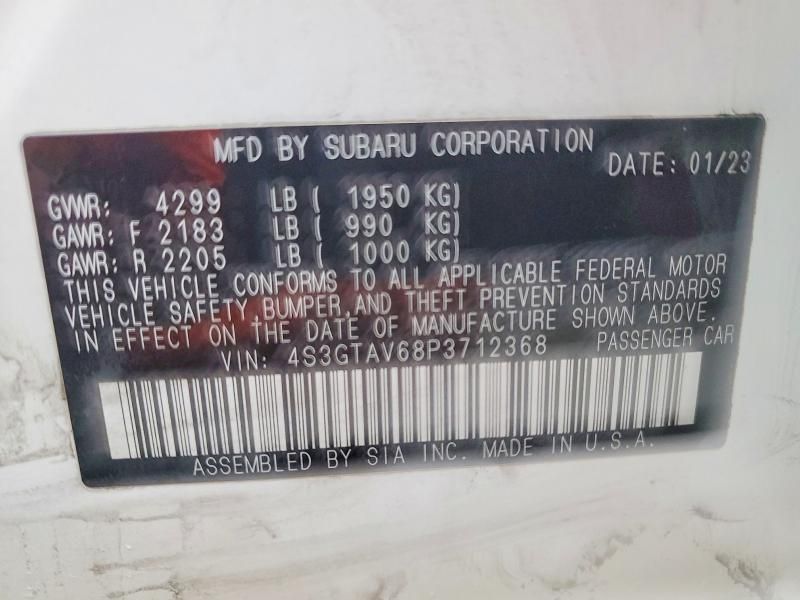 MFD BY SUBARU CORPORATION
DATE: 01/23
GVWR: 4299 LB ( 1950 KG)
GAWR: F 2183 LB ( 990 KG)
GAWR: R 2205 LB ( 1000 KG)
THIS VEHICLE CONFORMS TO ALL APPLICABLE FEDERAL MOTOR
VEHICLE SAFETY, BUMPER, AND THEFT PREVENTION STANDARDS
IN EFFECT ON THE DATE OF MANUFACTURE SHOWN ABOVE.
VIN: 4S3GTAV68P3712368 PASSENGER CAR
ASSEMBLED BY SIA INC. MADE IN U.S.A.